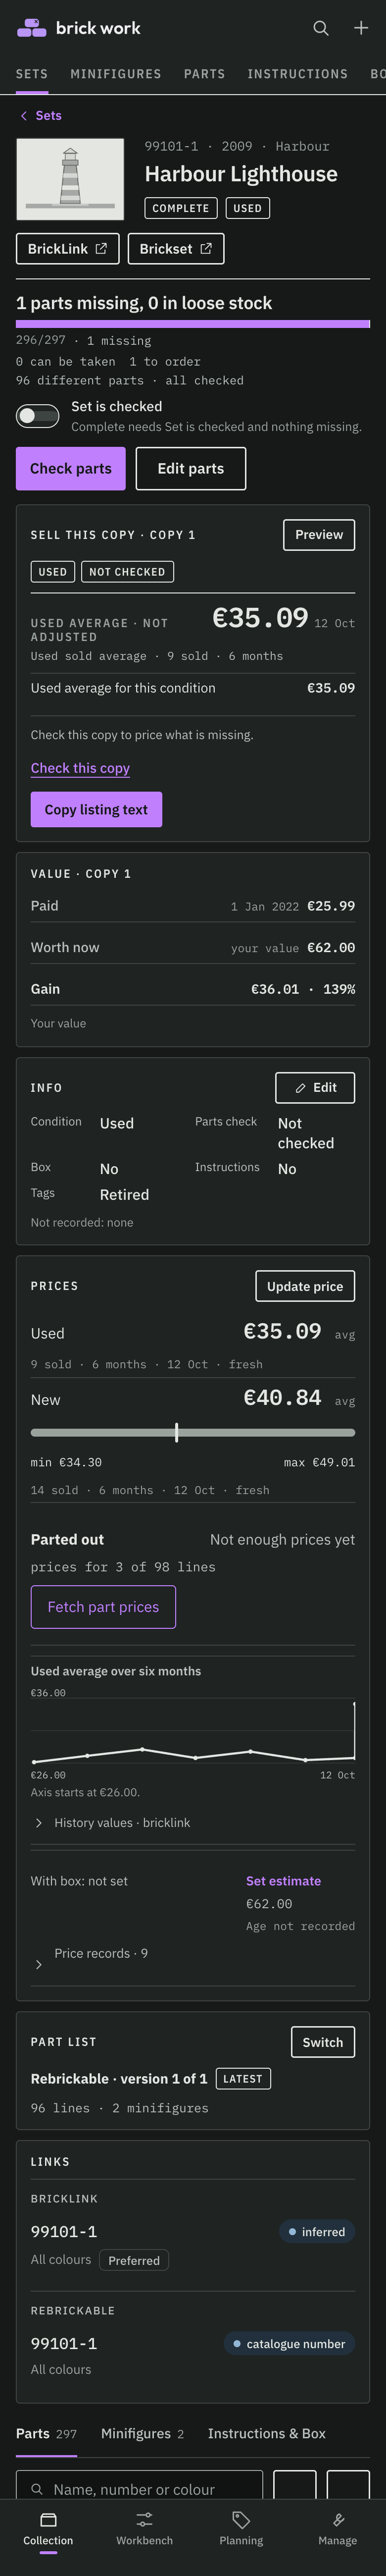 brick work
SETS MINIFIGURES PARTS INSTRUCTIONS BO
Sets
99101-1 · 2009 · Harbour
Harbour Lighthouse
COMPLETE USED
BrickLink Brickset
1 parts missing, 0 in loose stock
296/297 · 1 missing
0 can be taken 1 to order
96 different parts · all checked
Set is checked
Complete needs Set is checked and nothing missing.
Check parts Edit parts
SELL THIS COPY · COPY 1 Preview
USED NOT CHECKED
USED AVERAGE · NOT ADJUSTED €35.09 12 Oct
Used sold average · 9 sold · 6 months
Used average for this condition €35.09
Check this copy to price what is missing.
Check this copy
Copy listing text
VALUE · COPY 1
Paid 1 Jan 2022 €25.99
Worth now your value €62.00
Gain €36.01 · 139%
Your value
INFO Edit
Condition Used Parts check Not checked
Box No Instructions No
Tags Retired
Not recorded: none
PRICES Update price
Used €35.09 avg
9 sold · 6 months · 12 Oct · fresh
New €40.84 avg
min €34.30 max €49.01
14 sold · 6 months · 12 Oct · fresh
Parted out Not enough prices yet
prices for 3 of 98 lines
Fetch part prices
Used average over six months
€36.00
€26.00 12 Oct
Axis starts at €26.00.
History values · bricklink
With box: not set Set estimate
€62.00
Age not recorded
Price records · 9
PART LIST Switch
Rebrickable · version 1 of 1 LATEST
96 lines · 2 minifigures
LINKS
BRICKLINK
99101-1 inferred
All colours Preferred
REBRICKABLE
99101-1 catalogue number
All colours
Parts 297 Minifigures 2 Instructions & Box
Name, number or colour
Collection Workbench Planning Manage